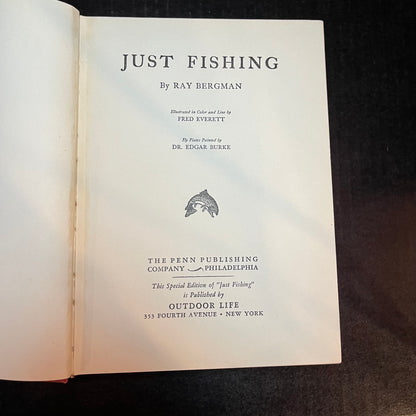 JUST FISHING
By RAY BERGMAN
Illustrated in Color and Line by
FRED EVERETT
Fly Plates Painted by
DR. EDGAR BURKE
THE PENN PUBLISHING
COMPANY PHILADELPHIA
This Special Edition of "Just Fishing"
is Published by
OUTDOOR LIFE
353 FOURTH AVENUE • NEW YORK